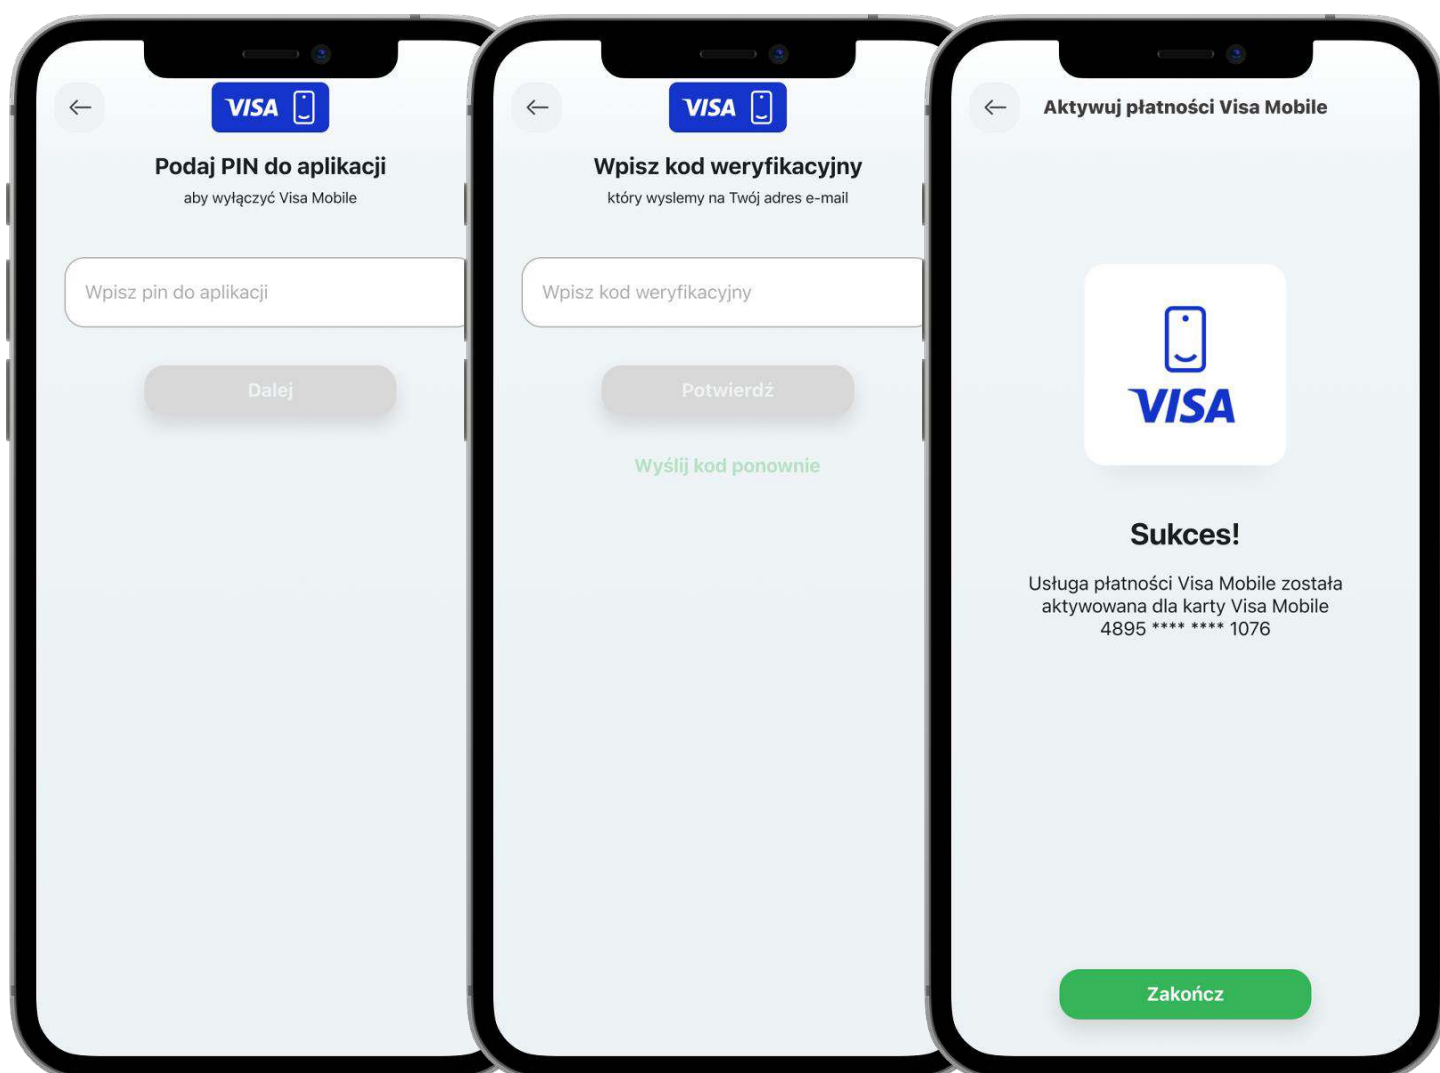 VISA
Podaj PIN do aplikacji
aby wyłączyć Visa Mobile
Wpisz pin do aplikacji
Dalej
VISA
Wpisz kod weryfikacyjny
który wyslemy na Twój adres e-mail
Wpisz kod weryfikacyjny
Potwierdź
Wyślij kod ponownie
Aktywuj płatności Visa Mobile
VISA
Sukces!
Usługa płatności Visa Mobile została
aktywowana dla karty Visa Mobile
4895 **** **** 1076
Zakończ